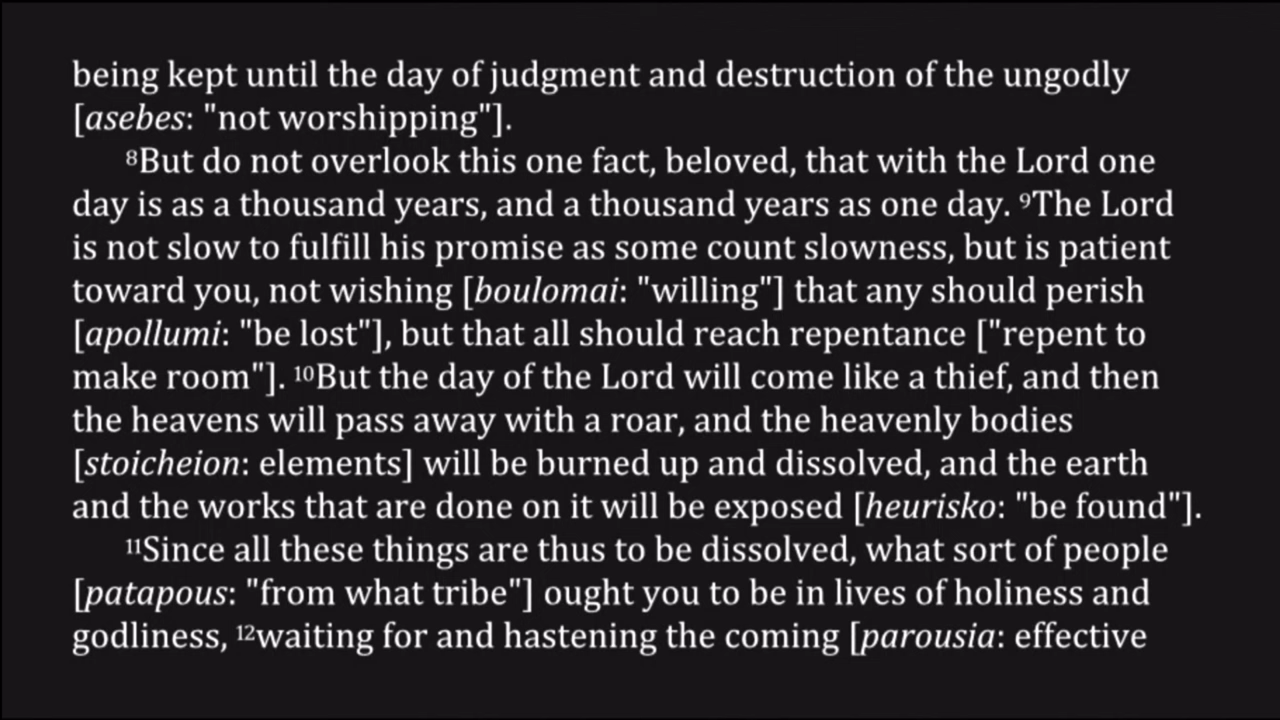 being kept until the day of judgment and destruction of the ungodly
[asebes: "not worshipping"].
⁸But do not overlook this one fact, beloved, that with the Lord one
day is as a thousand years, and a thousand years as one day. ⁹The Lord
is not slow to fulfill his promise as some count slowness, but is patient
toward you, not wishing [boulomai: "willing"] that any should perish
[apollumi: "be lost"], but that all should reach repentance ["repent to
make room"]. ¹⁰But the day of the Lord will come like a thief, and then
the heavens will pass away with a roar, and the heavenly bodies
[stoicheion: elements] will be burned up and dissolved, and the earth
and the works that are done on it will be exposed [heurisko: "be found"].
¹¹Since all these things are thus to be dissolved, what sort of people
[patapous: "from what tribe"] ought you to be in lives of holiness and
godliness, ¹²waiting for and hastening the coming [parousia: effective